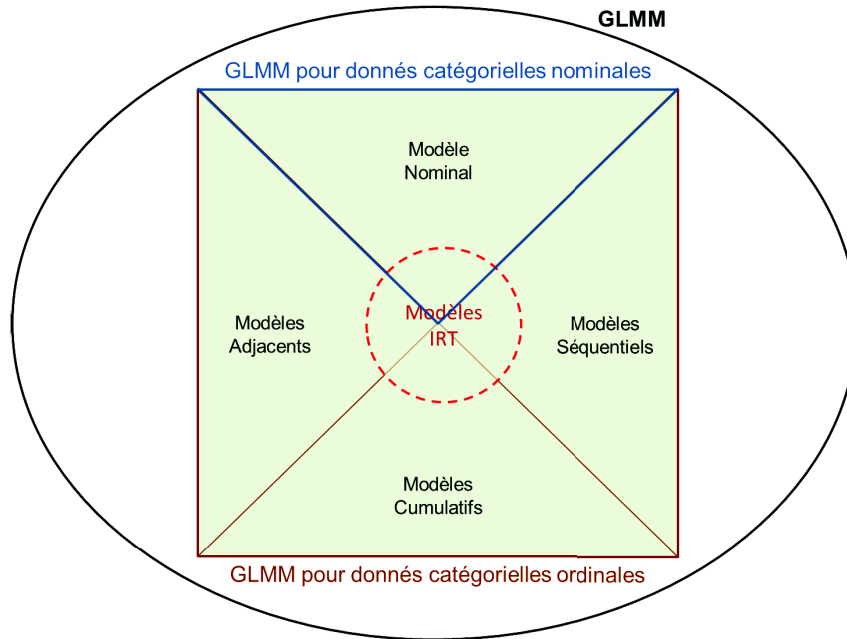 GLMM
GLMM pour donnés catégorielles nominales
Modèle
Nominal
Modèles
IRT
Modèles
Adjacents
Modèles
Séquentiels
Modèles
Cumulatifs
GLMM pour donnés catégorielles ordinales